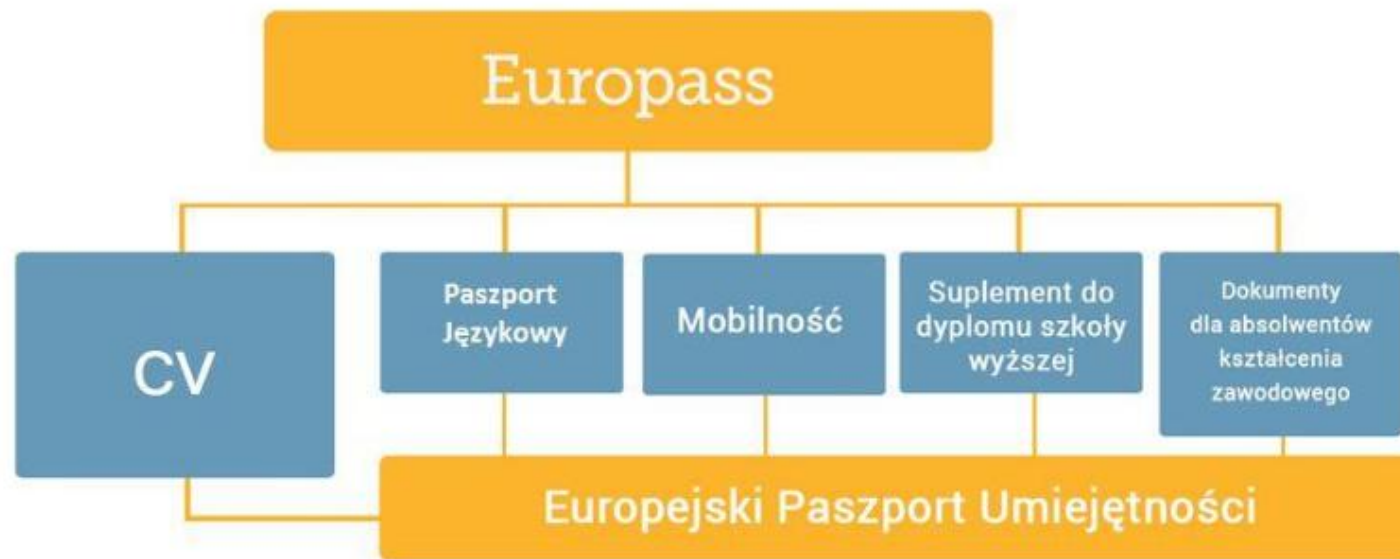 Europass
CV
Paszport
Językowy
Mobilność
Suplement do
dyplomu szkoły
wyższej
Dokumenty
dla absolwentów
kształcenia
zawodowego
Europejski Paszport Umiejętności